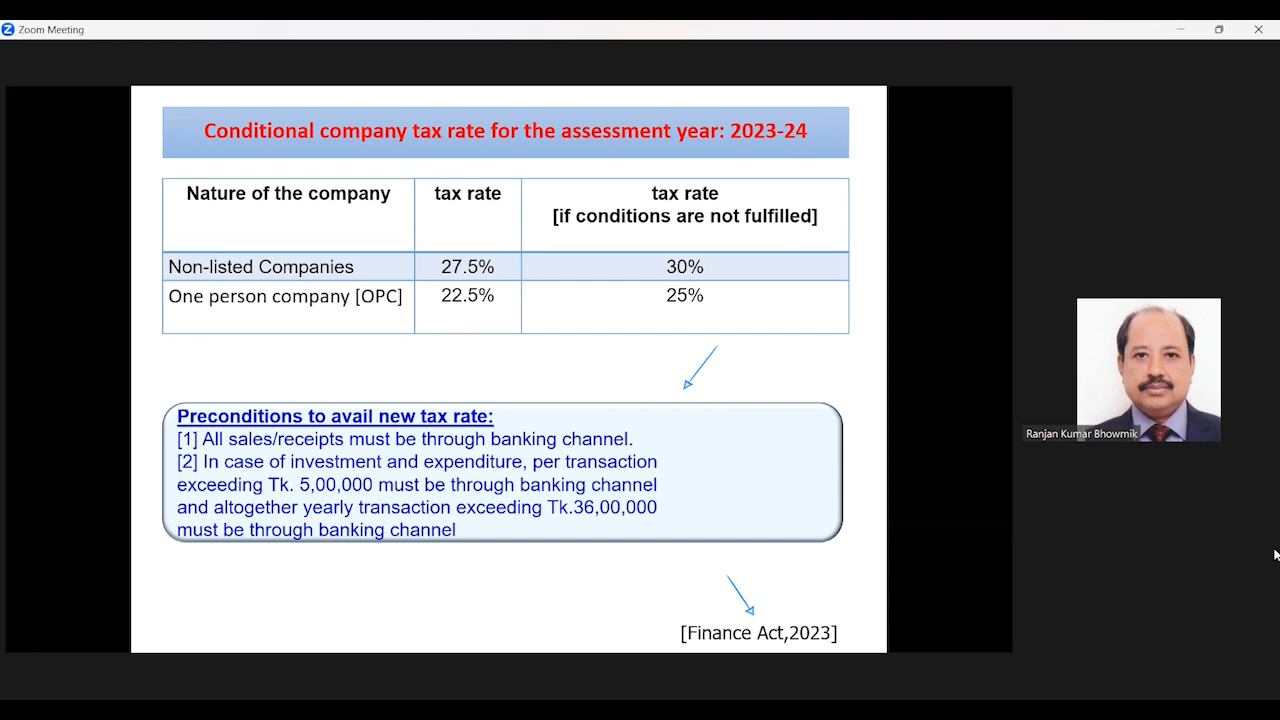 Zoom Meeting
Conditional company tax rate for the assessment year: 2023-24
Nature of the company
tax rate
tax rate
[if conditions are not fulfilled]
Non-listed Companies
27.5%
30%
One person company [OPC]
22.5%
25%
Preconditions to avail new tax rate:
[1] All sales/receipts must be through banking channel.
[2] In case of investment and expenditure, per transaction
exceeding Tk. 5,00,000 must be through banking channel
and altogether yearly transaction exceeding Tk.36,00,000
must be through banking channel
[Finance Act,2023]
Ranjan Kumar Bhowmik